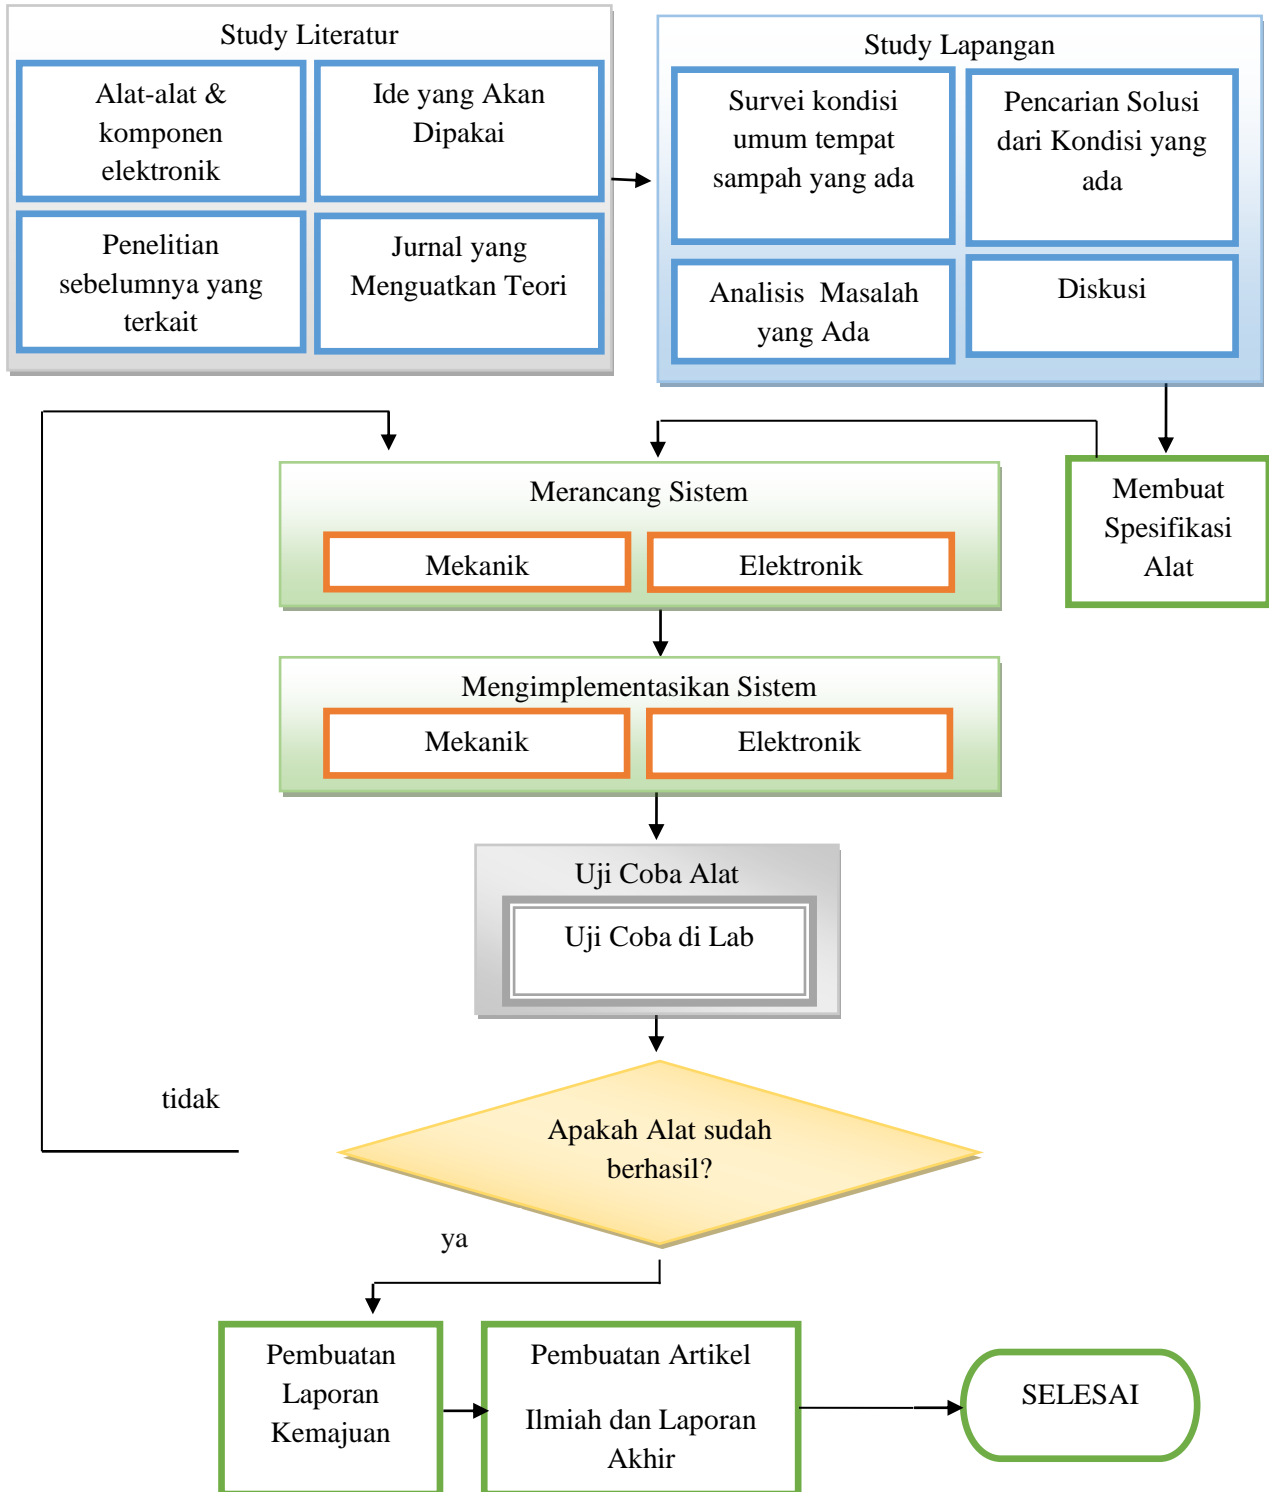 Study Literatur
Alat-alat &
komponen
elektronik
Ide yang Akan
Dipakai
Penelitian
sebelumnya yang
terkait
Jurnal yang
Menguatkan Teori
Study Lapangan
Survei kondisi
umum tempat
sampah yang ada
Pencarian Solusi
dari Kondisi yang
ada
Analisis  Masalah
yang Ada
Diskusi
Membuat
Spesifikasi
Alat
Merancang Sistem
Mekanik
Elektronik
Mengimplementasikan Sistem
Mekanik
Elektronik
Uji Coba Alat
Uji Coba di Lab
tidak
Apakah Alat sudah
berhasil?
ya
Pembuatan
Laporan
Kemajuan
Pembuatan Artikel
Ilmiah dan Laporan
Akhir
SELESAI